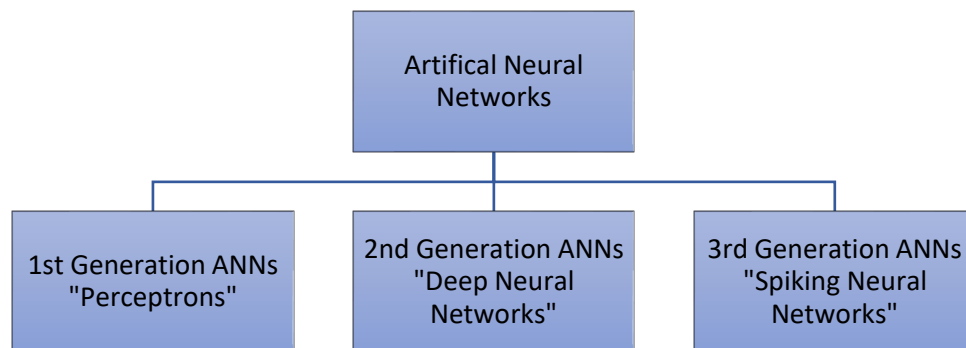 Artifical Neural
Networks
1st Generation ANNs
"Perceptrons"
2nd Generation ANNs
"Deep Neural
Networks"
3rd Generation ANNs
"Spiking Neural
Networks"